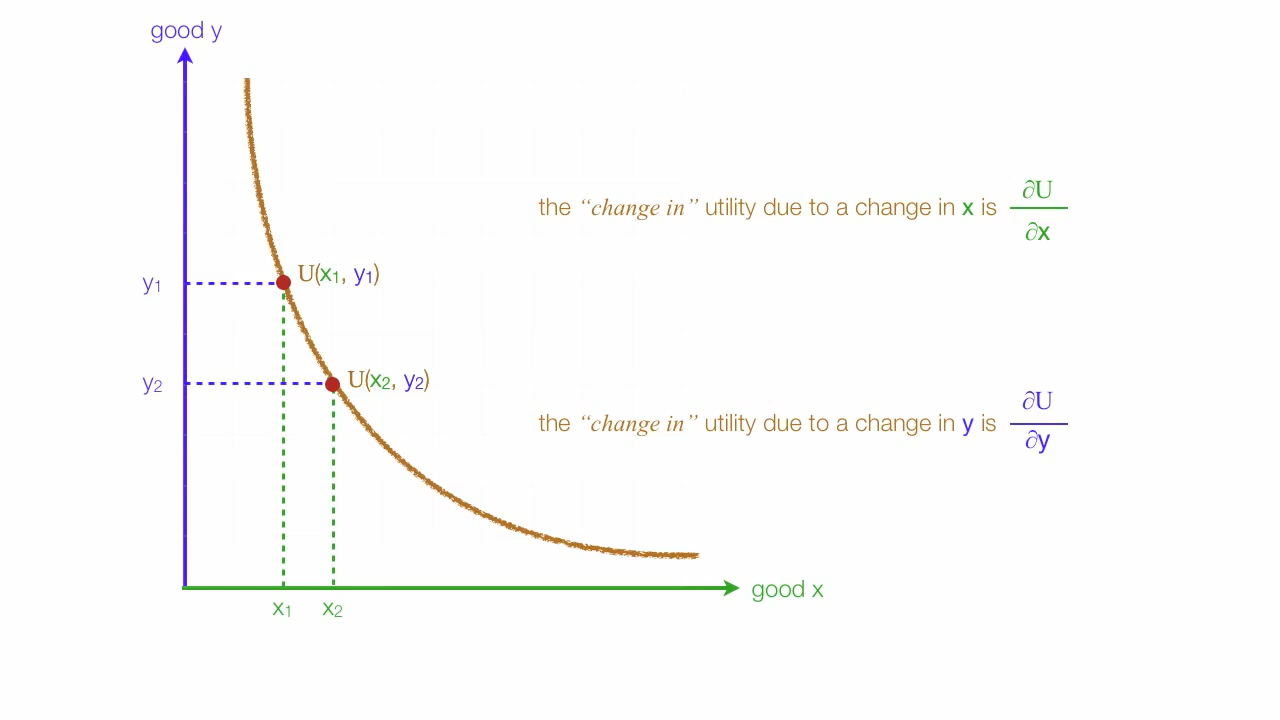 good y
the “change in” utility due to a change in x is ∂U
∂x
y₁
U(x₁, y₁)
y₂
U(x₂, y₂)
the “change in” utility due to a change in y is ∂U
∂y
good x
x₁ x₂